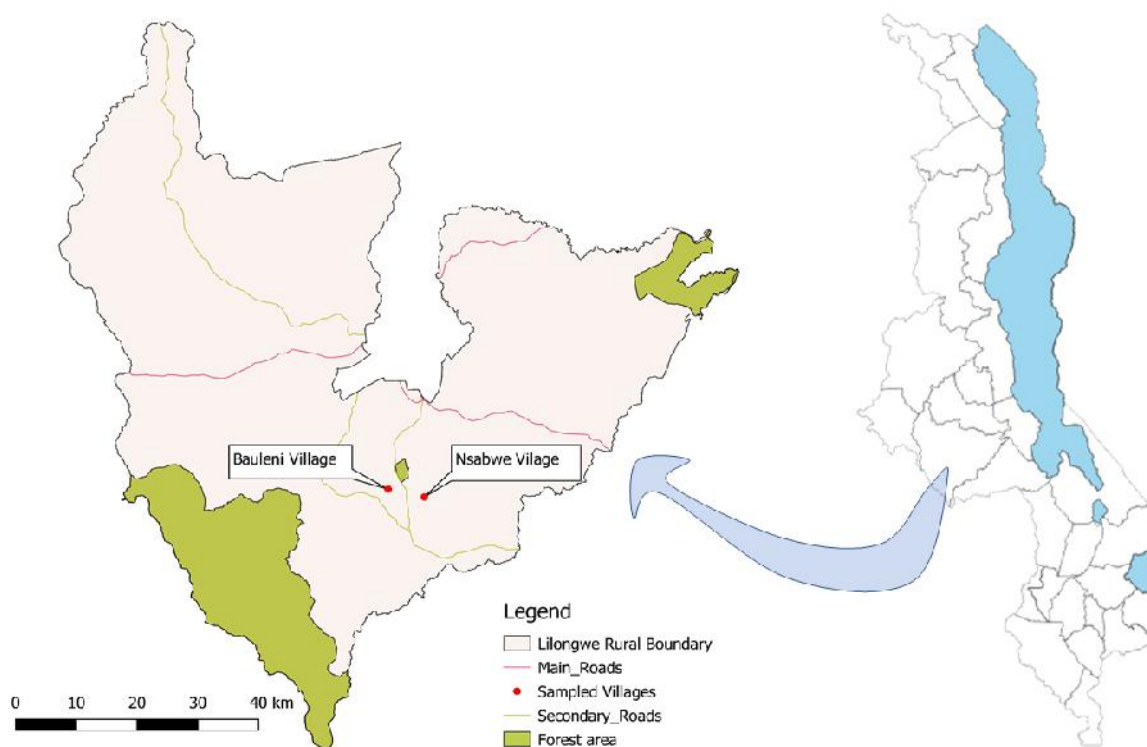 Bauleni Village
Nsabwe Vilage
Legend
Lilongwe Rural Boundary
Main_Roads
Sampled Villages
Secondary_Roads
Forest area
0 10 20 30 40 km